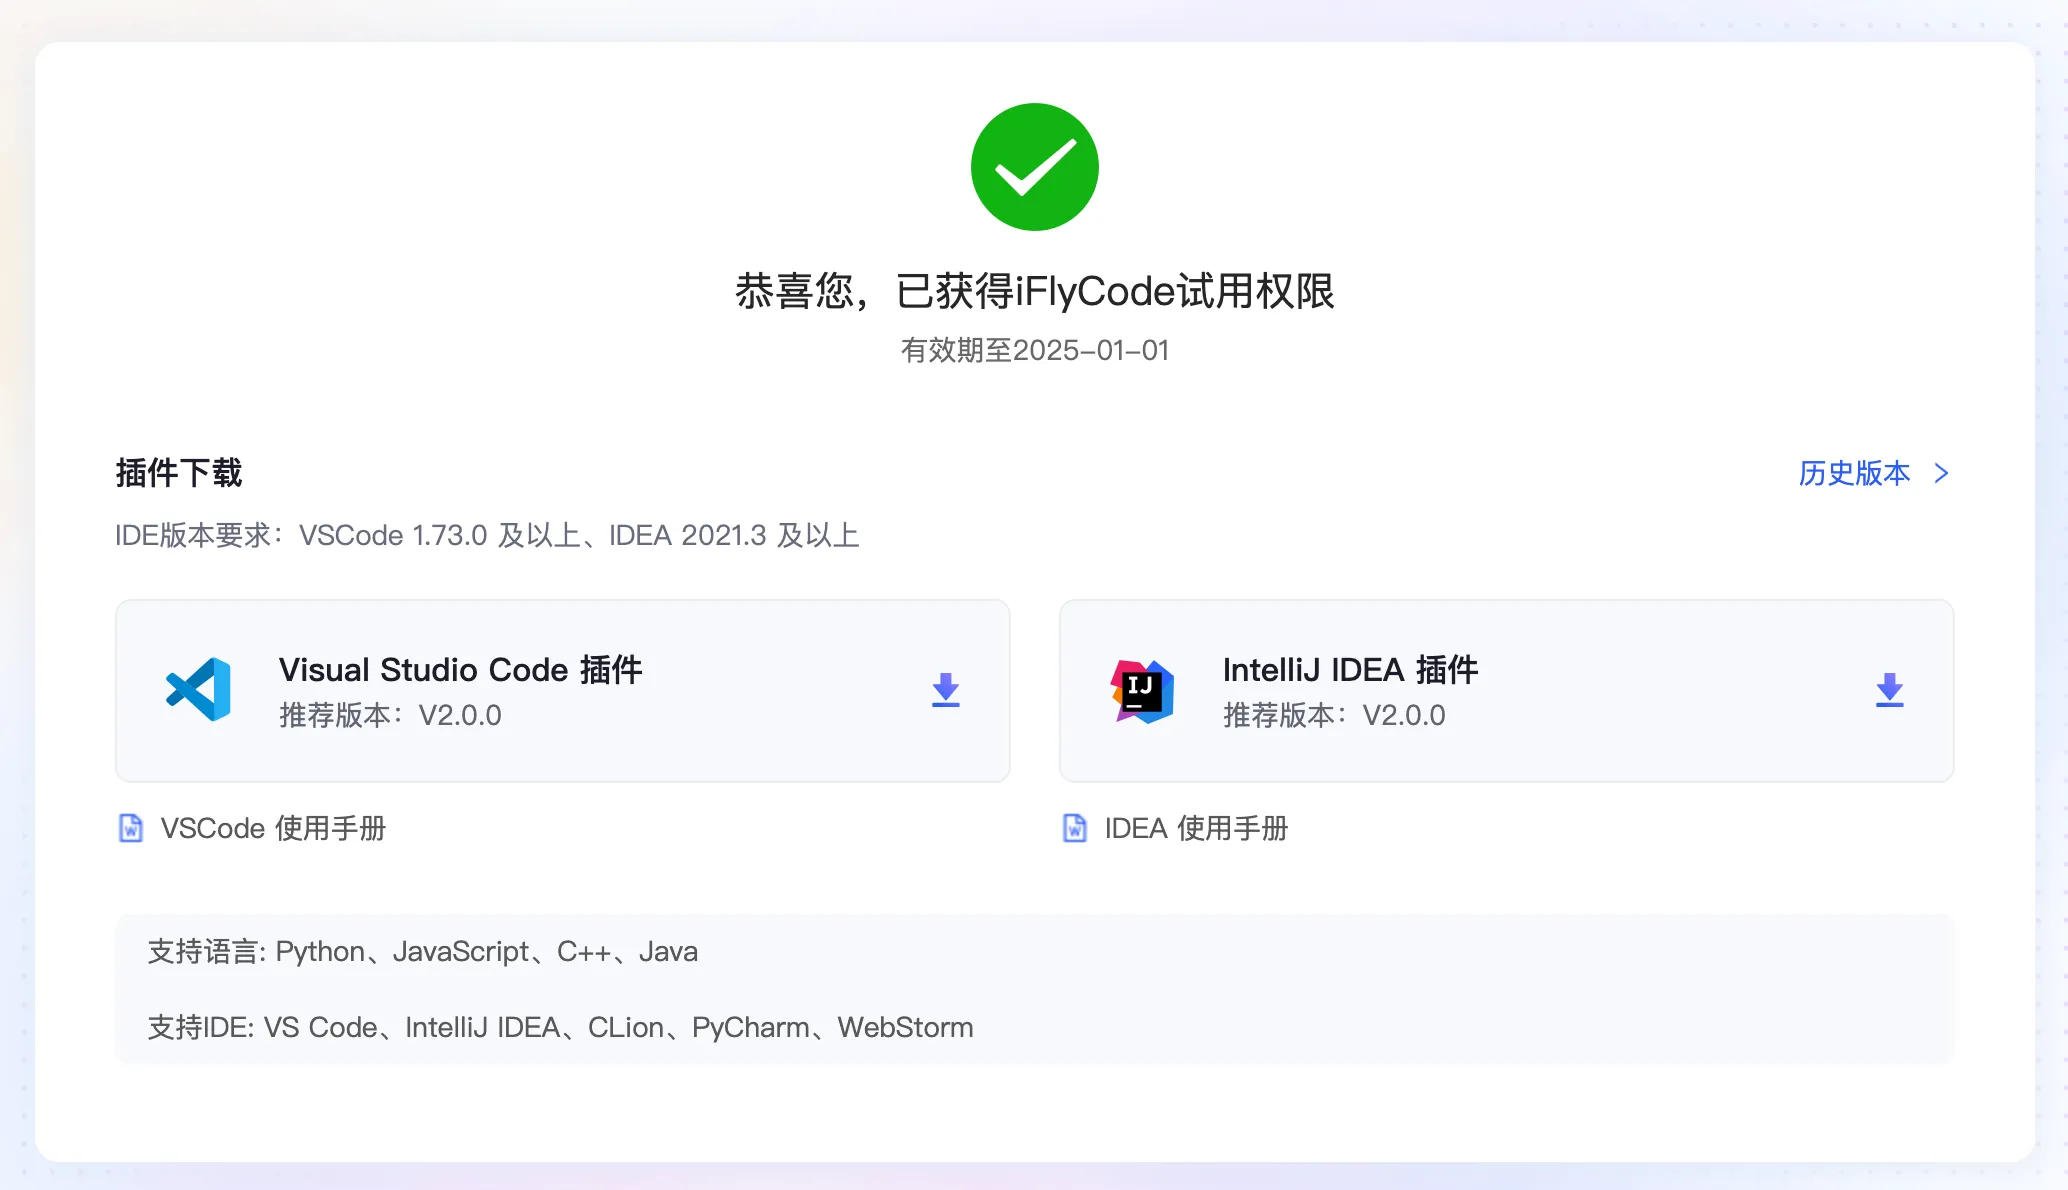 恭喜您，已获得iFlyCode试用权限
有效期至2025-01-01
插件下载
历史版本 >
IDE版本要求：VSCode 1.73.0 及以上、IDEA 2021.3 及以上
Visual Studio Code 插件
推荐版本：V2.0.0
IJ
IntelliJ IDEA 插件
推荐版本：V2.0.0
W VSCode 使用手册
W IDEA 使用手册
支持语言: Python、JavaScript、C++、Java
支持IDE: VS Code、IntelliJ IDEA、CLion、PyCharm、WebStorm